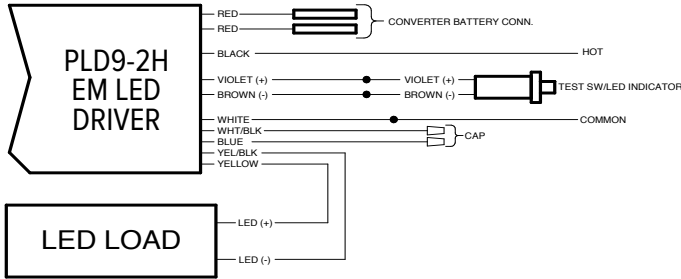 PLD9-2H
EM LED
DRIVER
RED
RED
CONVERTER BATTERY CONN.
BLACK
HOT
VIOLET (+)
VIOLET (+)
BROWN (-)
BROWN (-)
TEST SW/LED INDICATOR
WHITE
COMMON
WHT/BLK
BLUE
CAP
YEL/BLK
YELLOW
LED LOAD
LED (+)
LED (-)